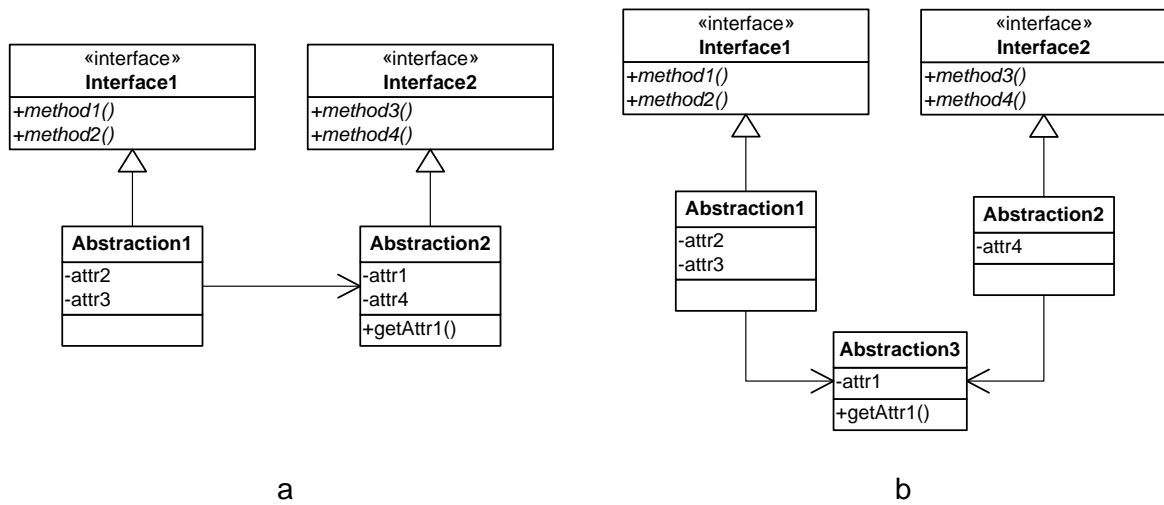 «interface»
Interface1
+method1()
+method2()
«interface»
Interface2
+method3()
+method4()
Abstraction1
-attr2
-attr3
Abstraction2
-attr1
-attr4
+getAttr1()
a
«interface»
Interface1
+method1()
+method2()
«interface»
Interface2
+method3()
+method4()
Abstraction1
-attr2
-attr3
Abstraction2
-attr4
Abstraction3
-attr1
+getAttr1()
b